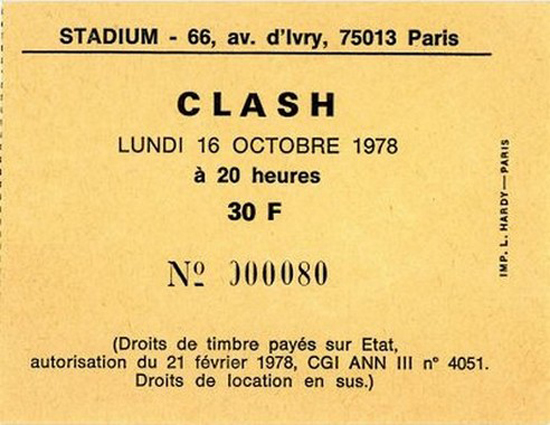 STADIUM - 66, av. d'Ivry, 75013 Paris
CLASH
LUNDI 16 OCTOBRE 1978
à 20 heures
30 F
Nº 000080
(Droits de timbre payés sur Etat,
autorisation du 21 février 1978, CGI ANN III n° 4051.
Droits de location en sus.)
IMP. L. HARDY—PARIS